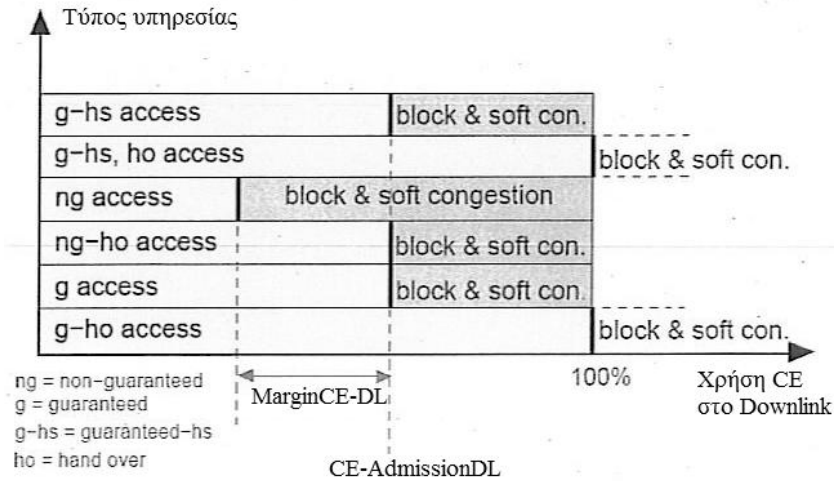 Τύπος υπηρεσίας
g-hs access
block & soft con.
g-hs, ho access
block & soft con.
ng access
block & soft congestion
ng-ho access
block & soft con.
g access
block & soft con.
g-ho access
block & soft con.
ng = non-guaranteed
g = guaranteed
g-hs = guaranteed-hs
ho = hand over
MarginCE-DL
CE-AdmissionDL
100%
Χρήση CE
στο Downlink